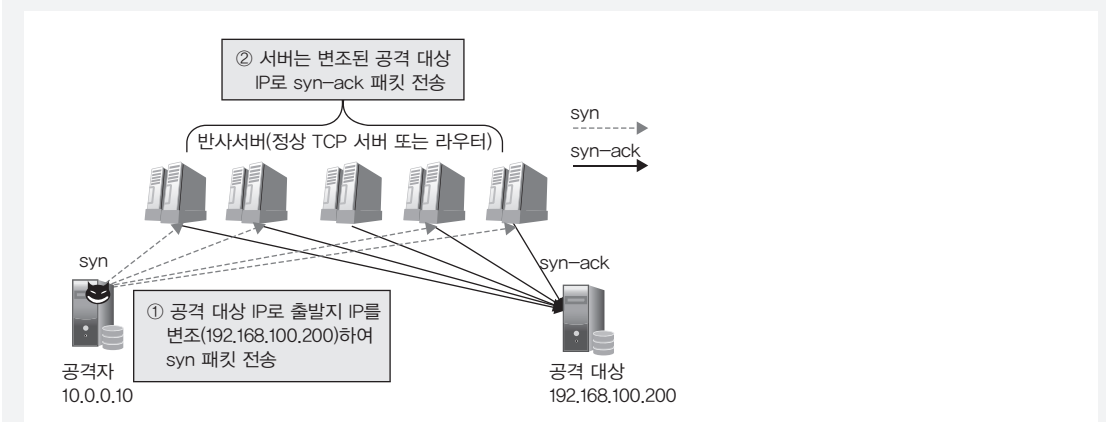 ② 서버는 변조된 공격 대상
IP로 syn-ack 패킷 전송
syn
반사서버(정상 TCP 서버 또는 라우터)
syn-ack
syn
syn-ack
① 공격 대상 IP로 출발지 IP를
변조(192.168.100.200)하여
syn 패킷 전송
공격자
10.0.0.10
공격 대상
192.168.100.200